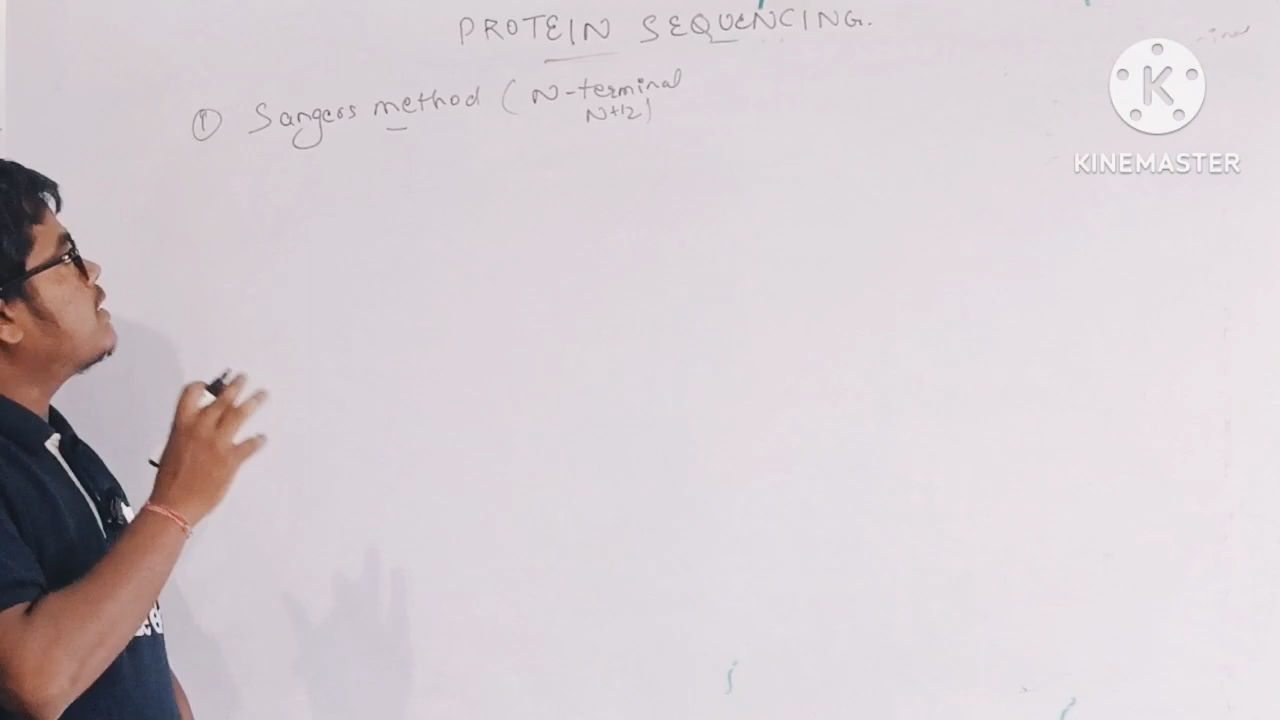 PROTEIN SEQUENCING.
① Sangers method (N-terminal
N+12)
K
KINEMASTER